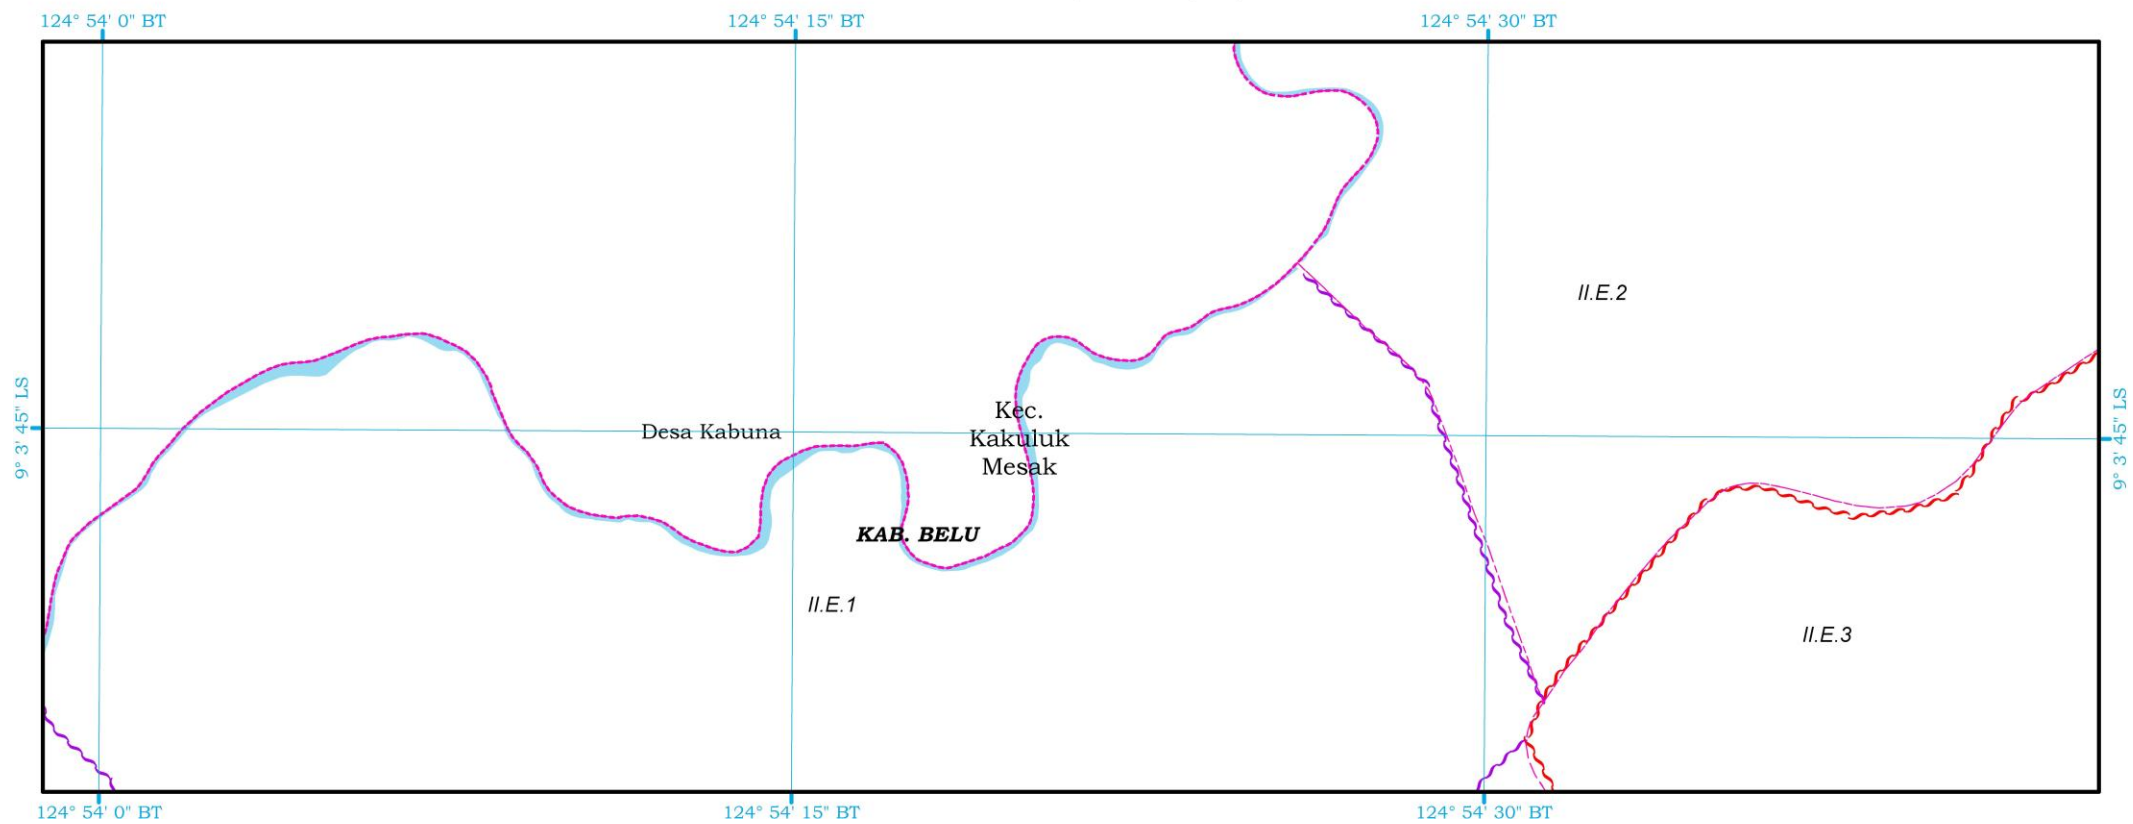 124° 54' 0" BT
124° 54' 15" BT
124° 54' 30" BT
II.E.2
9° 3' 45" LS
9° 3' 45" LS
Desa Kabuna
Kec.
Kakuluk
Mesak
KAB. BELU
II.E.1
II.E.3
124° 54' 0" BT
124° 54' 15" BT
124° 54' 30" BT